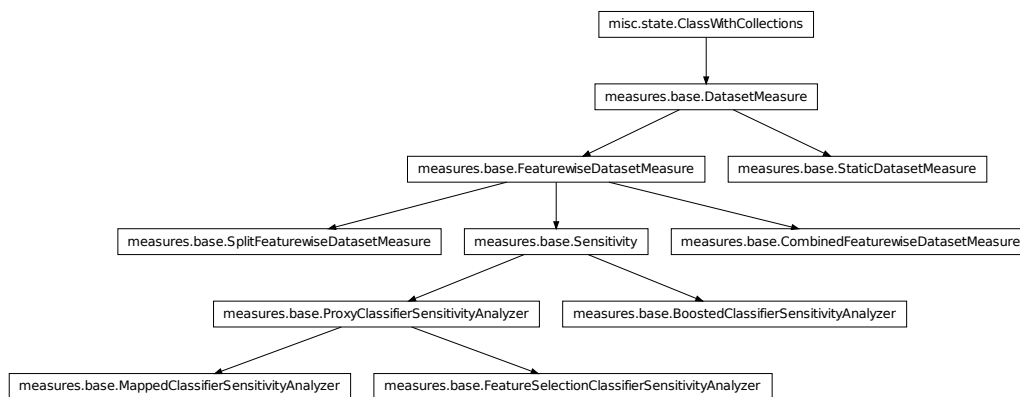 misc.state.ClassWithCollections
measures.base.DatasetMeasure
measures.base.FeaturewiseDatasetMeasure
measures.base.StaticDatasetMeasure
measures.base.SplitFeaturewiseDatasetMeasure
measures.base.Sensitivity
measures.base.CombinedFeaturewiseDatasetMeasure
measures.base.ProxyClassifierSensitivityAnalyzer
measures.base.BoostedClassifierSensitivityAnalyzer
measures.base.MappedClassifierSensitivityAnalyzer
measures.base.FeatureSelectionClassifierSensitivityAnalyzer